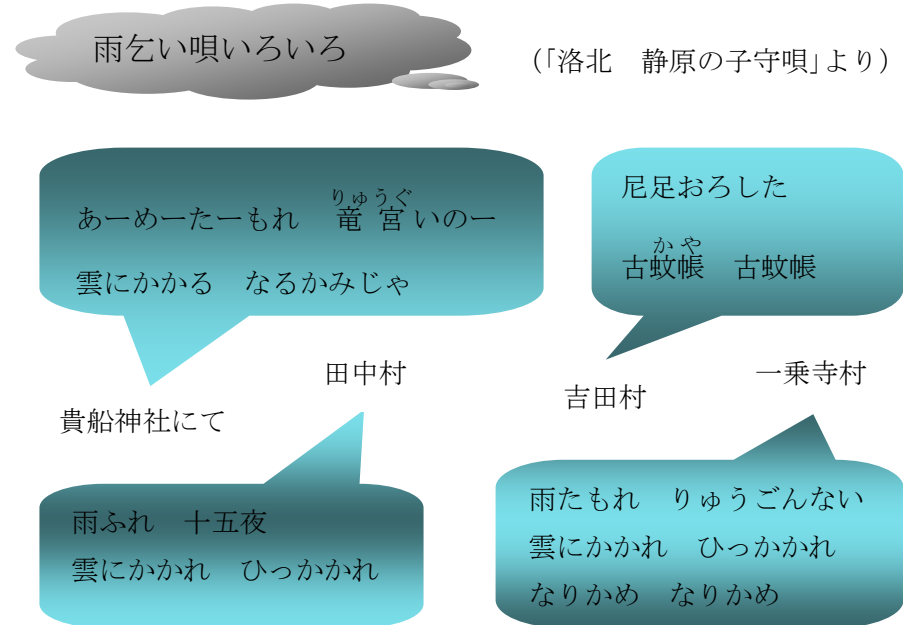 雨乞い唄いろいろ
（「洛北　静原の子守唄」より）
あーめーたーもれ　竜宮いのー
りゅうぐ
雲にかかる　なるかみじゃ
貴船神社にて
尼足おろした
古蚊帳　古蚊帳
かや
吉田村
田中村
雨ふれ　十五夜
雲にかかれ　ひっかかれ
一乗寺村
雨たもれ　りゅうごんない
雲にかかれ　ひっかかれ
なりかめ　なりかめ